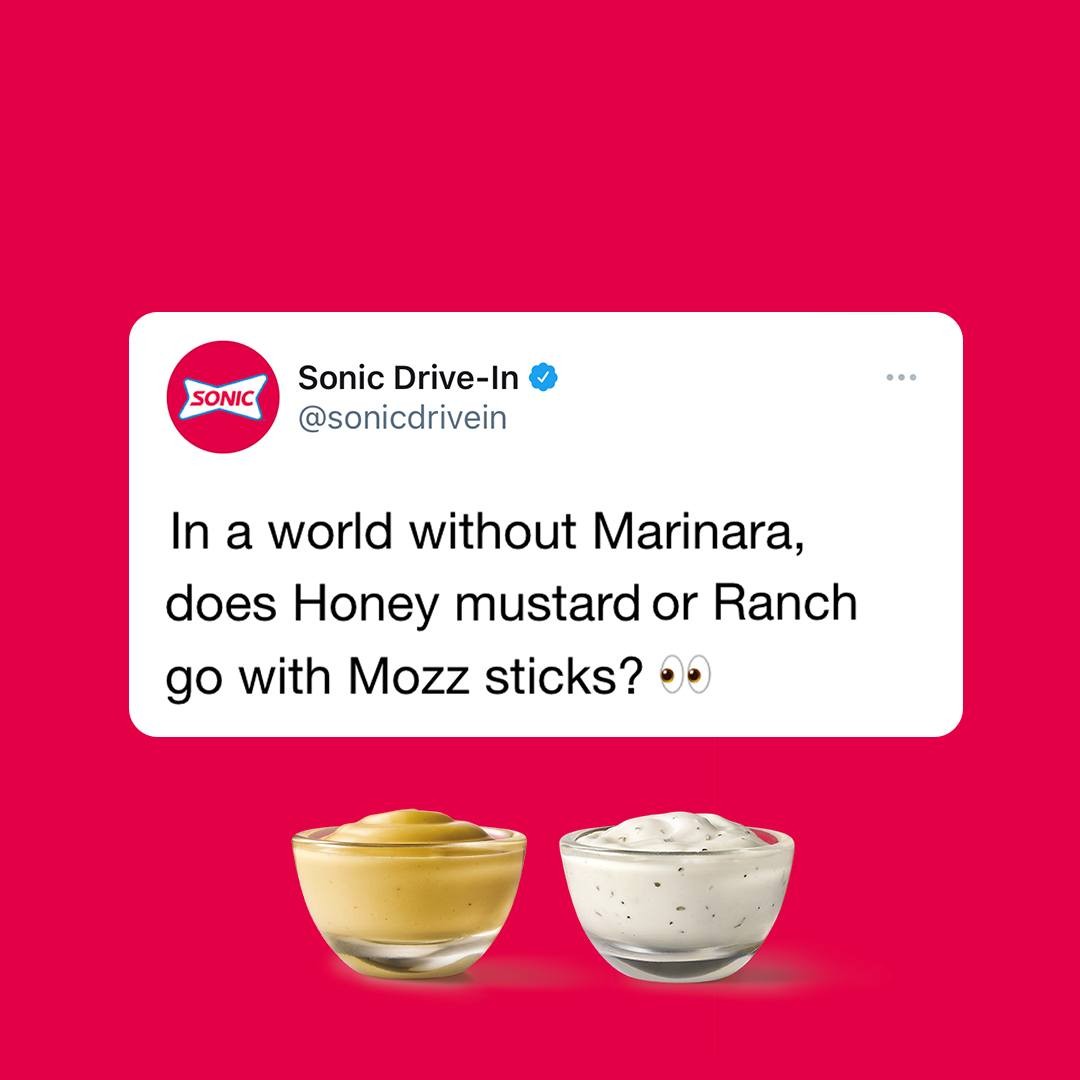 SONIC
Sonic Drive-In
@sonicdrivein
In a world without Marinara,
does Honey mustard or Ranch
go with Mozz sticks? 👀